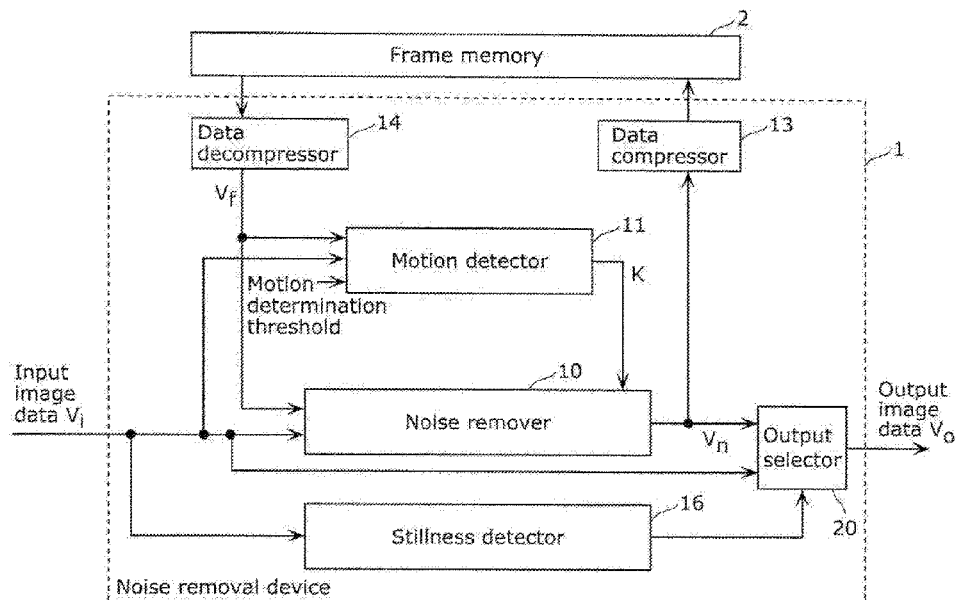 2
Frame memory
14
Data
decompressor
13
Data
compressor
1
Vf
11
Motion detector
K
Motion
determination
threshold
Input
image
data Vi
10
Noise remover
Vn
Output
selector
20
Output
image
data Vo
16
Stillness detector
Noise removal device